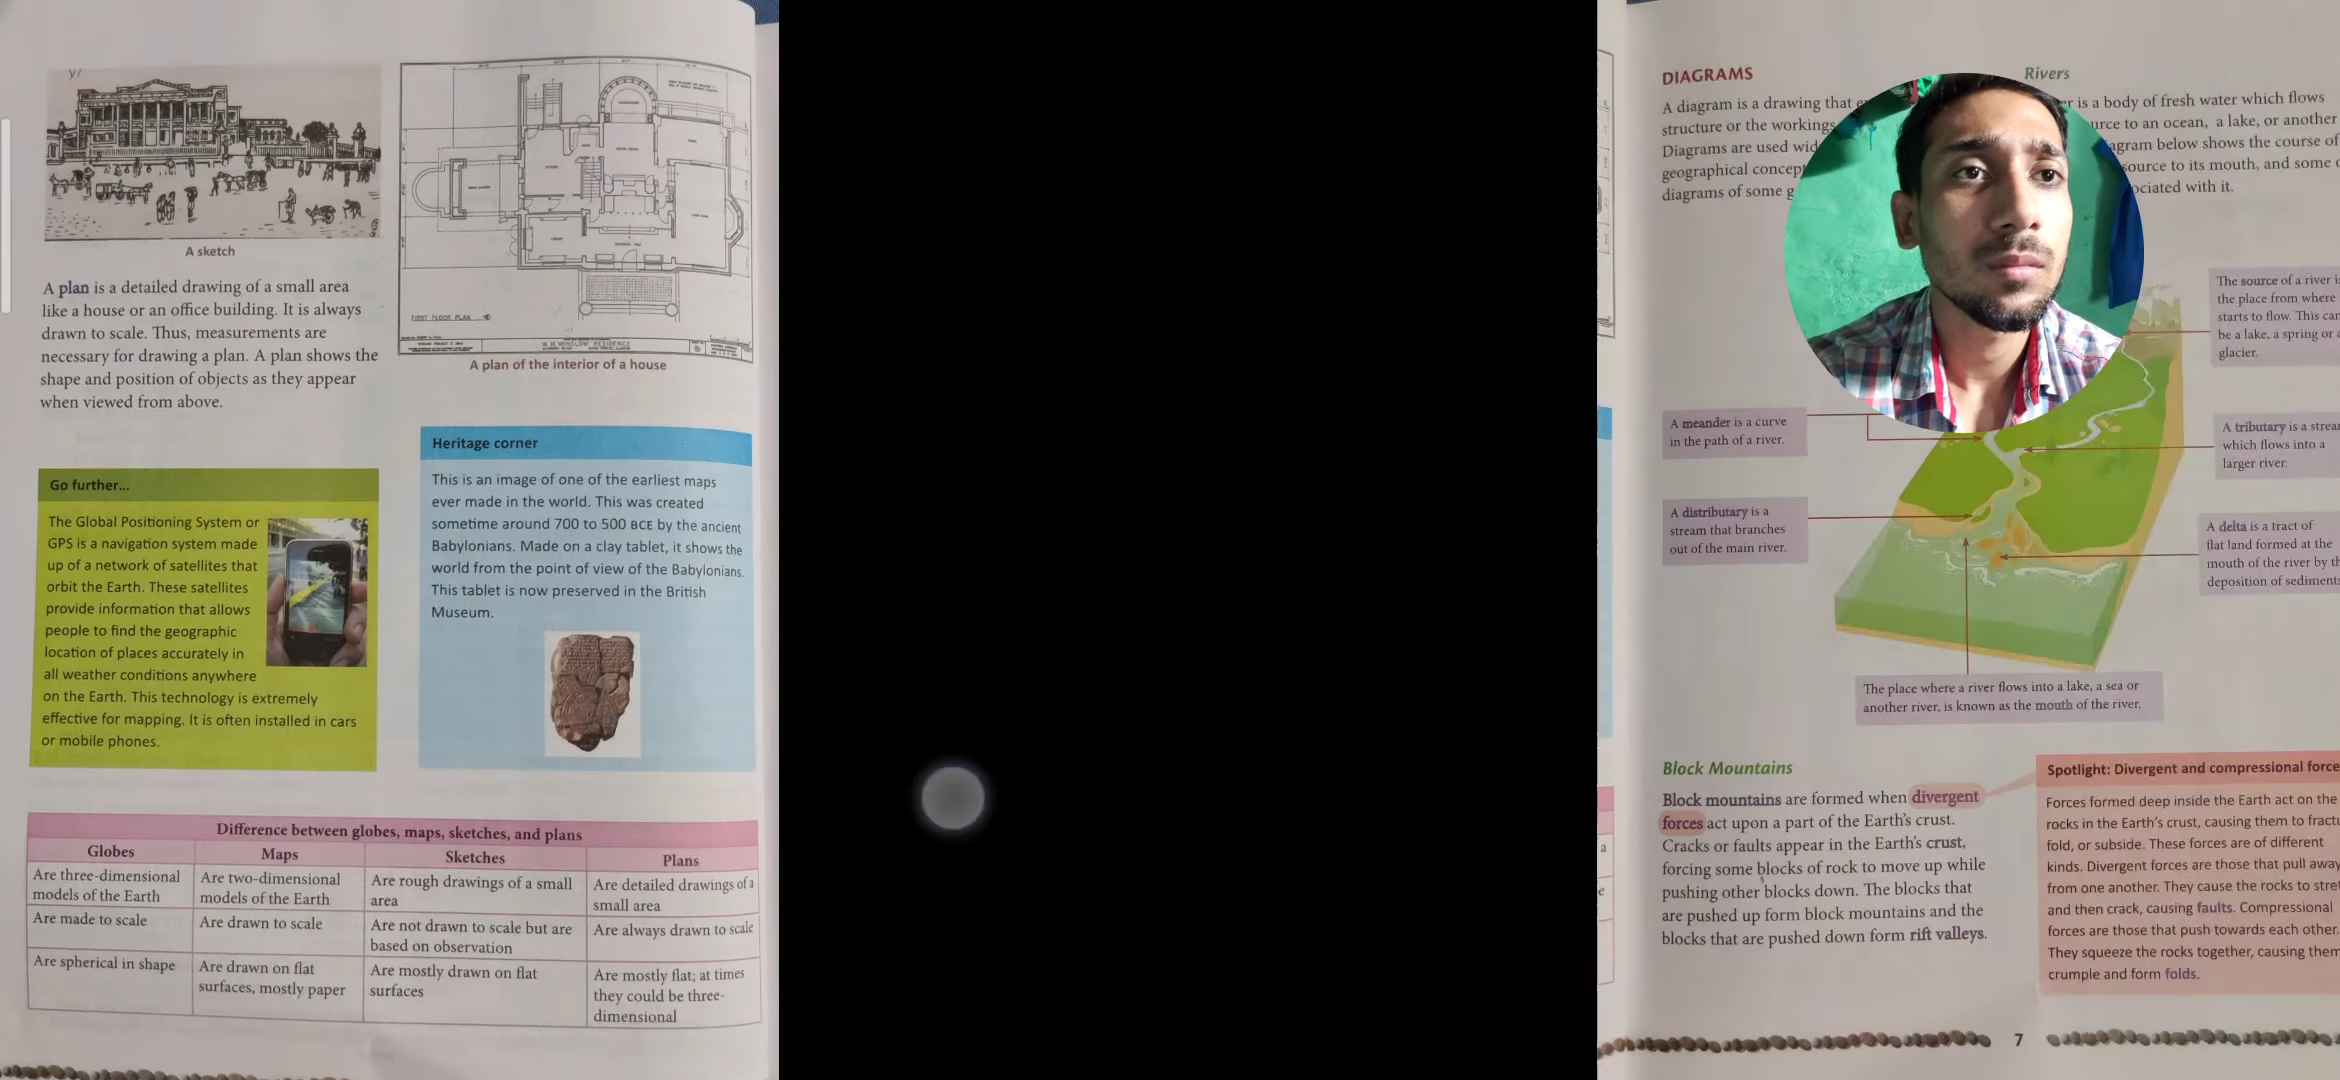 A sketch
A plan is a detailed drawing of a small area
like a house or an office building. It is always
drawn to scale. Thus, measurements are
necessary for drawing a plan. A plan shows the
shape and position of objects as they appear
when viewed from above.
FIRST FLOOR PLAN
W. H. WINSLOW RESIDENCE
A plan of the interior of a house
Go further...
The Global Positioning System or
GPS is a navigation system made
up of a network of satellites that
orbit the Earth. These satellites
provide information that allows
people to find the geographic
location of places accurately in
all weather conditions anywhere
on the Earth. This technology is extremely
effective for mapping. It is often installed in cars
or mobile phones.
Heritage corner
This is an image of one of the earliest maps
ever made in the world. This was created
sometime around 700 to 500 BCE by the ancient
Babylonians. Made on a clay tablet, it shows the
world from the point of view of the Babylonians.
This tablet is now preserved in the British
Museum.
Difference between globes, maps, sketches, and plans
Globes Maps Sketches Plans
Are three-dimensional
models of the Earth
Are two-dimensional
models of the Earth
Are rough drawings of a small
area
Are detailed drawings of a
small area
Are made to scale
Are drawn to scale
Are not drawn to scale but are
based on observation
Are always drawn to scale
Are spherical in shape
Are drawn on flat
surfaces, mostly paper
Are mostly drawn on flat
surfaces
Are mostly flat; at times
they could be three-
dimensional
DIAGRAMS
A diagram is a drawing that
structure or the workings
Diagrams are used
geographical
diagrams of some
Rivers
is a body of fresh water which flows
to an ocean, a lake, or another
below shows the course of
source to its mouth, and some
with it.
The source of a river
the place from where
starts to flow. This can
be a lake, a spring or a
glacier.
A meander is a curve
in the path of a river.
A tributary is a
which flows into a
larger river.
A distributary is a
stream that branches
out of the main river.
A delta is a tract of
flat land formed at the
mouth of the river by
deposition of
The place where a river flows into a lake, a sea or
another river, is known as the mouth of the river.
Block Mountains
Block mountains are formed when divergent
forces act upon a part of the Earth's crust.
Cracks or faults appear in the Earth's crust,
forcing some blocks of rock to move up while
pushing other blocks down. The blocks that
are pushed up form block mountains and the
blocks that are pushed down form rift valleys.
Spotlight: Divergent and compressional
Forces formed deep inside the Earth act on the
rocks in the Earth's crust, causing them to
fold, or subside. These forces are of different
kinds. Divergent forces are those that pull away
from one another. They cause the rocks to
and then crack, causing faults. Compressional
forces are those that push towards each other.
They squeeze the rocks together, causing them
crumple and form folds.
7